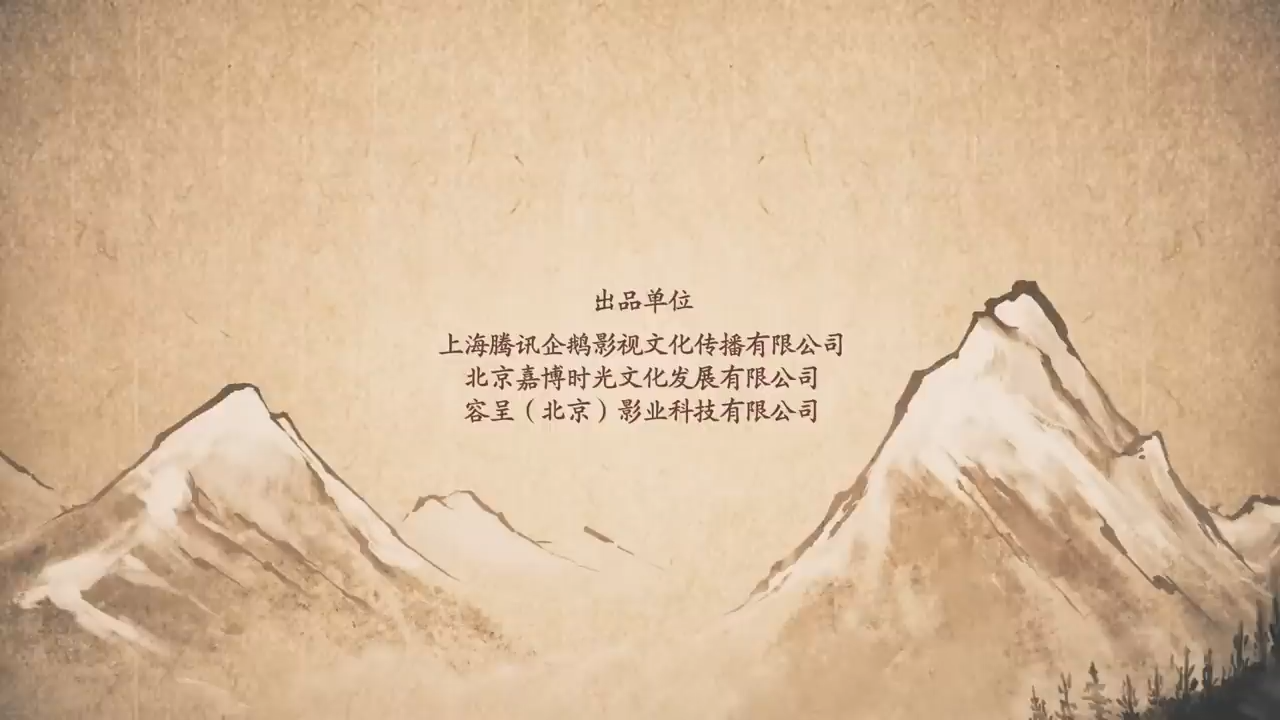 出品单位
上海腾讯企鹅影视文化传播有限公司
北京嘉博时光文化发展有限公司
容呈（北京）影业科技有限公司